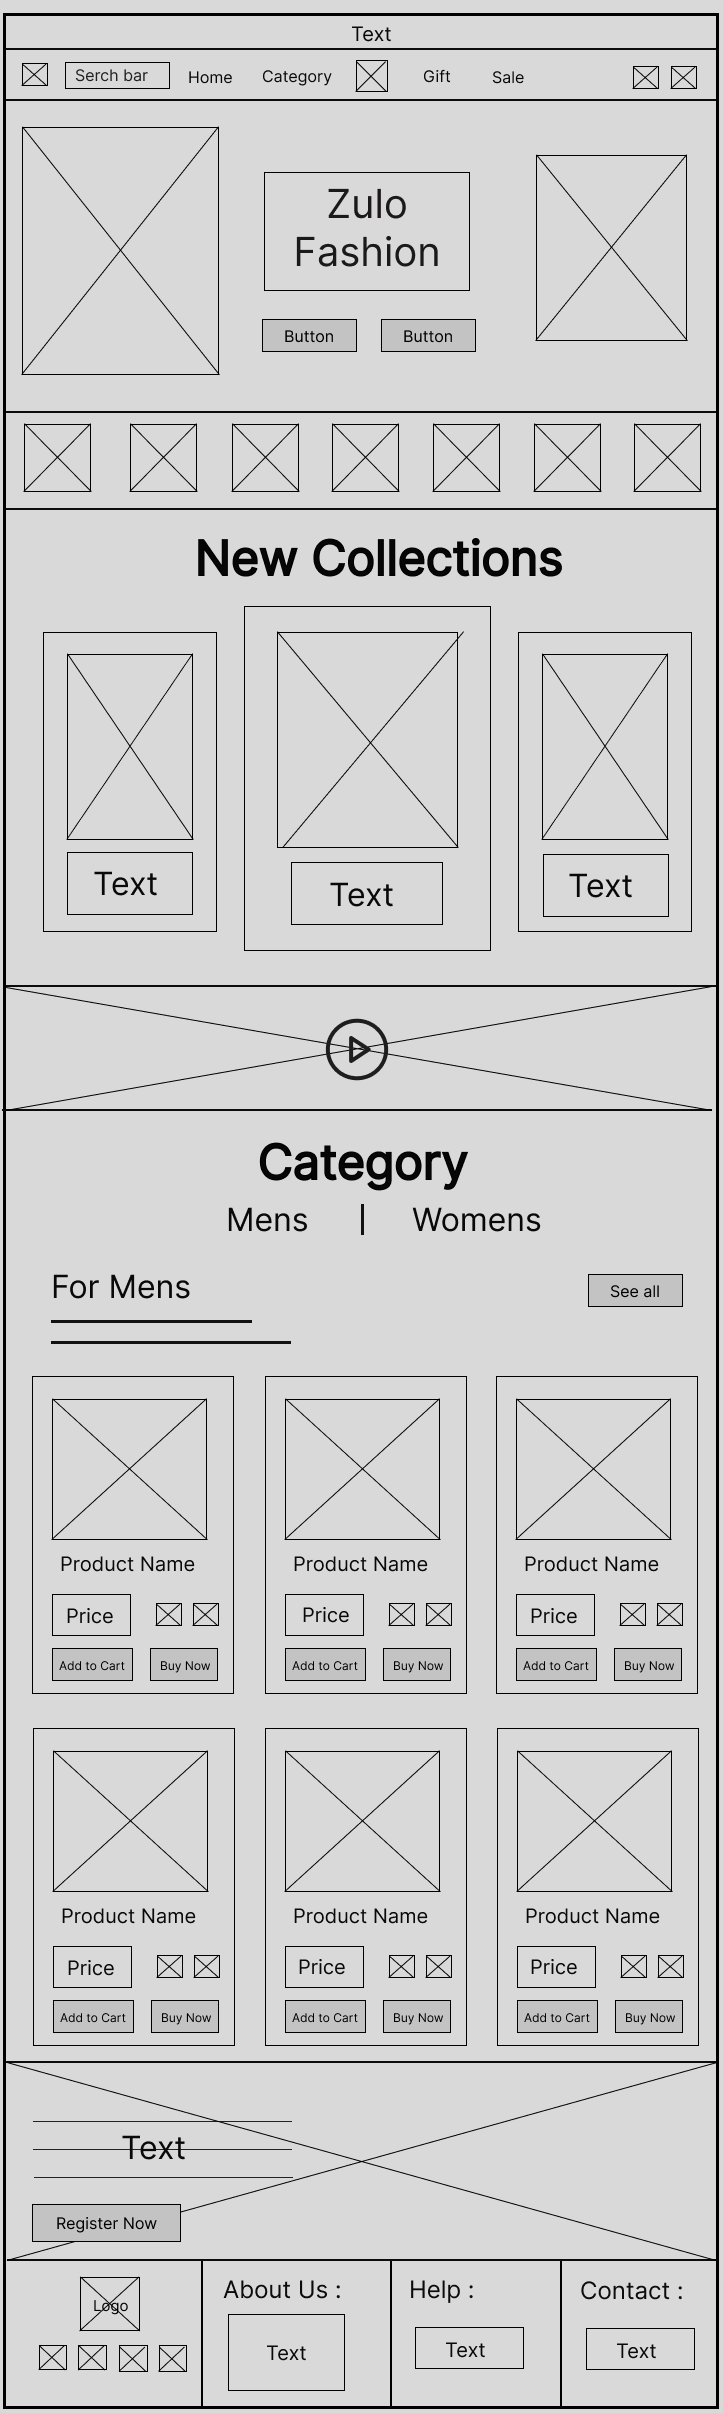 Text
Serch bar
Home
Category
Gift
Sale
Zulo
Fashion
Button
Button
New Collections
Text
Text
Text
Category
Mens
Womens
For Mens
See all
Product Name
Product Name
Product Name
Price
Price
Price
Add to Cart
Buy Now
Add to Cart
Buy Now
Add to Cart
Buy Now
Product Name
Product Name
Product Name
Price
Price
Price
Add to Cart
Buy Now
Add to Cart
Buy Now
Add to Cart
Buy Now
Text
Register Now
Logo
About Us :
Text
Help :
Text
Contact :
Text